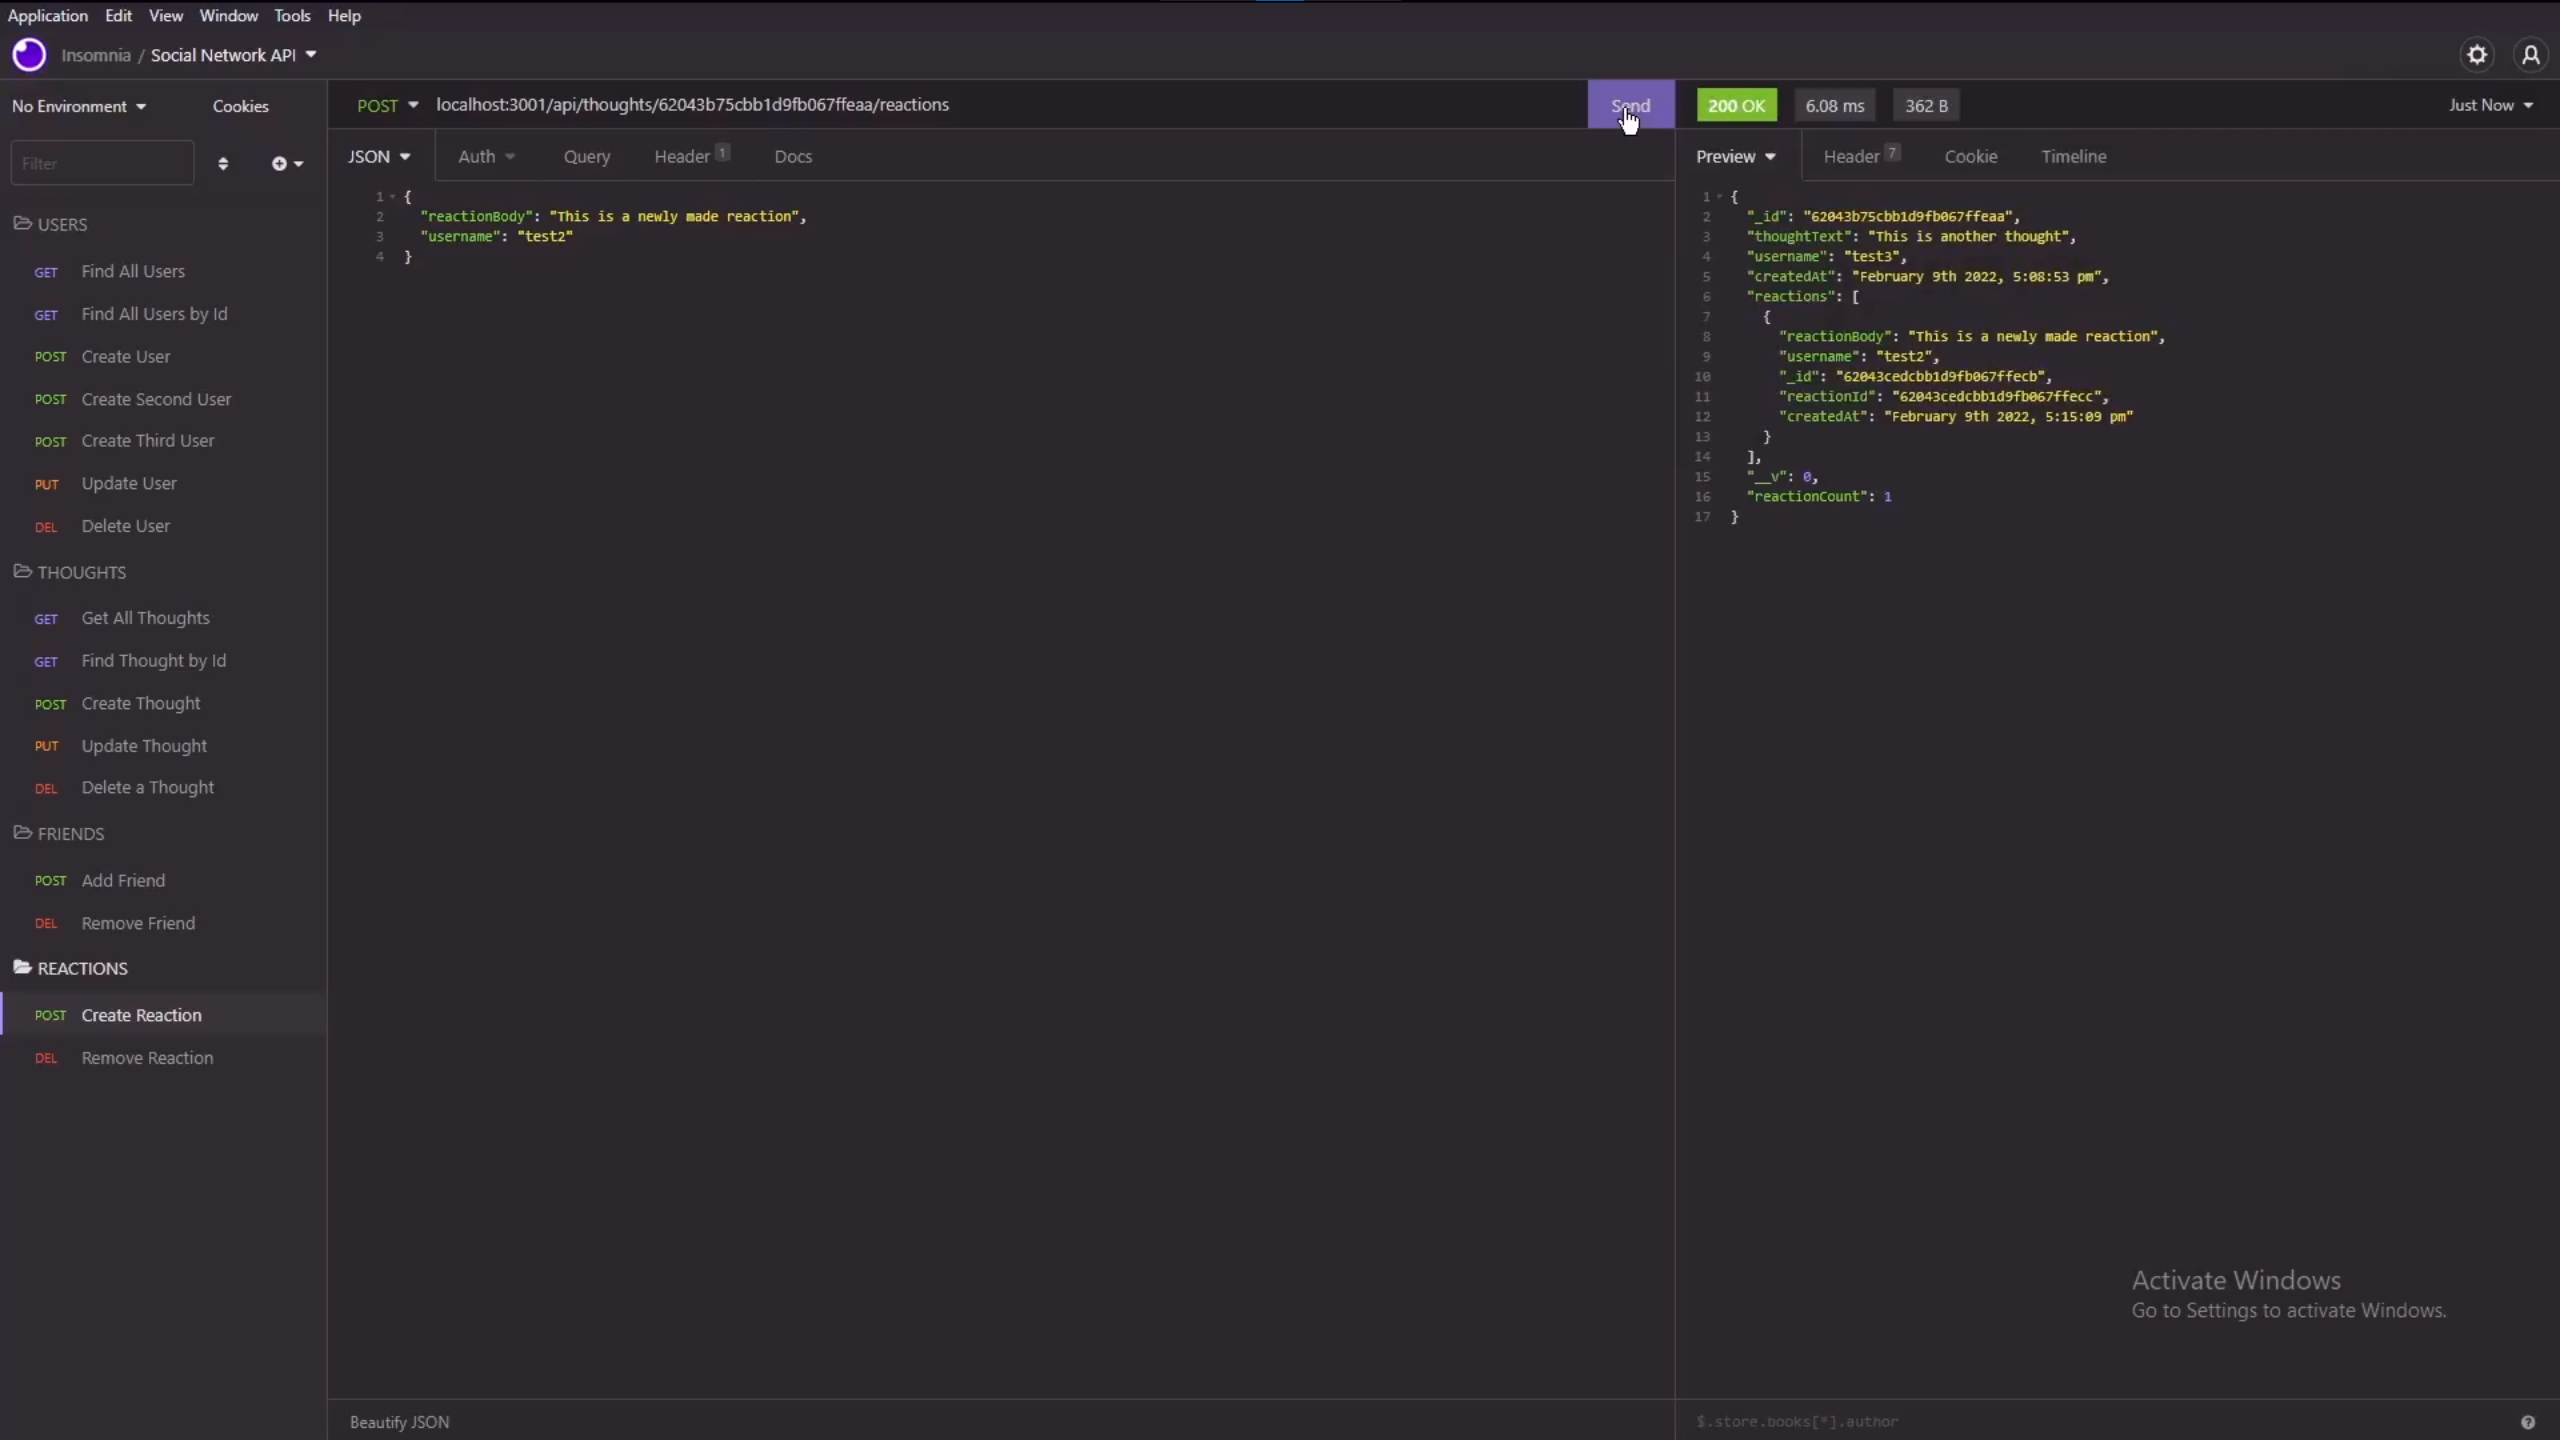 Application Edit View Window Tools Help
Insomnia / Social Network API
No Environment Cookies
POST localhost:3001/api/thoughts/62043b75cbb1d9fb067ffeaa/reactions Send
200 OK 6.08 ms 362 B Just Now
Filter
JSON Auth Query Header 1 Docs
Preview Header 7 Cookie Timeline
USERS
GET Find All Users
GET Find All Users by Id
POST Create User
POST Create Second User
POST Create Third User
PUT Update User
DEL Delete User
THOUGHTS
GET Get All Thoughts
GET Find Thought by Id
POST Create Thought
PUT Update Thought
DEL Delete a Thought
FRIENDS
POST Add Friend
DEL Remove Friend
REACTIONS
POST Create Reaction
DEL Remove Reaction
1 {
2 "reactionBody": "This is a newly made reaction",
3 "username": "test2"
4 }
1 {
2 "_id": "62043b75cbb1d9fb067ffeaa",
3 "thoughtText": "This is another thought",
4 "username": "test3",
5 "createdAt": "February 9th 2022, 5:08:53 pm",
6 "reactions": [
7 {
8 "reactionBody": "This is a newly made reaction",
9 "username": "test2",
10 "_id": "62043cedcbb1d9fb067ffecb",
11 "reactionId": "62043cedcbb1d9fb067ffecc",
12 "createdAt": "February 9th 2022, 5:15:09 pm"
13 }
14 ],
15 "__v": 0,
16 "reactionCount": 1
17 }
Activate Windows
Go to Settings to activate Windows.
Beautify JSON
$.store.books[*].author